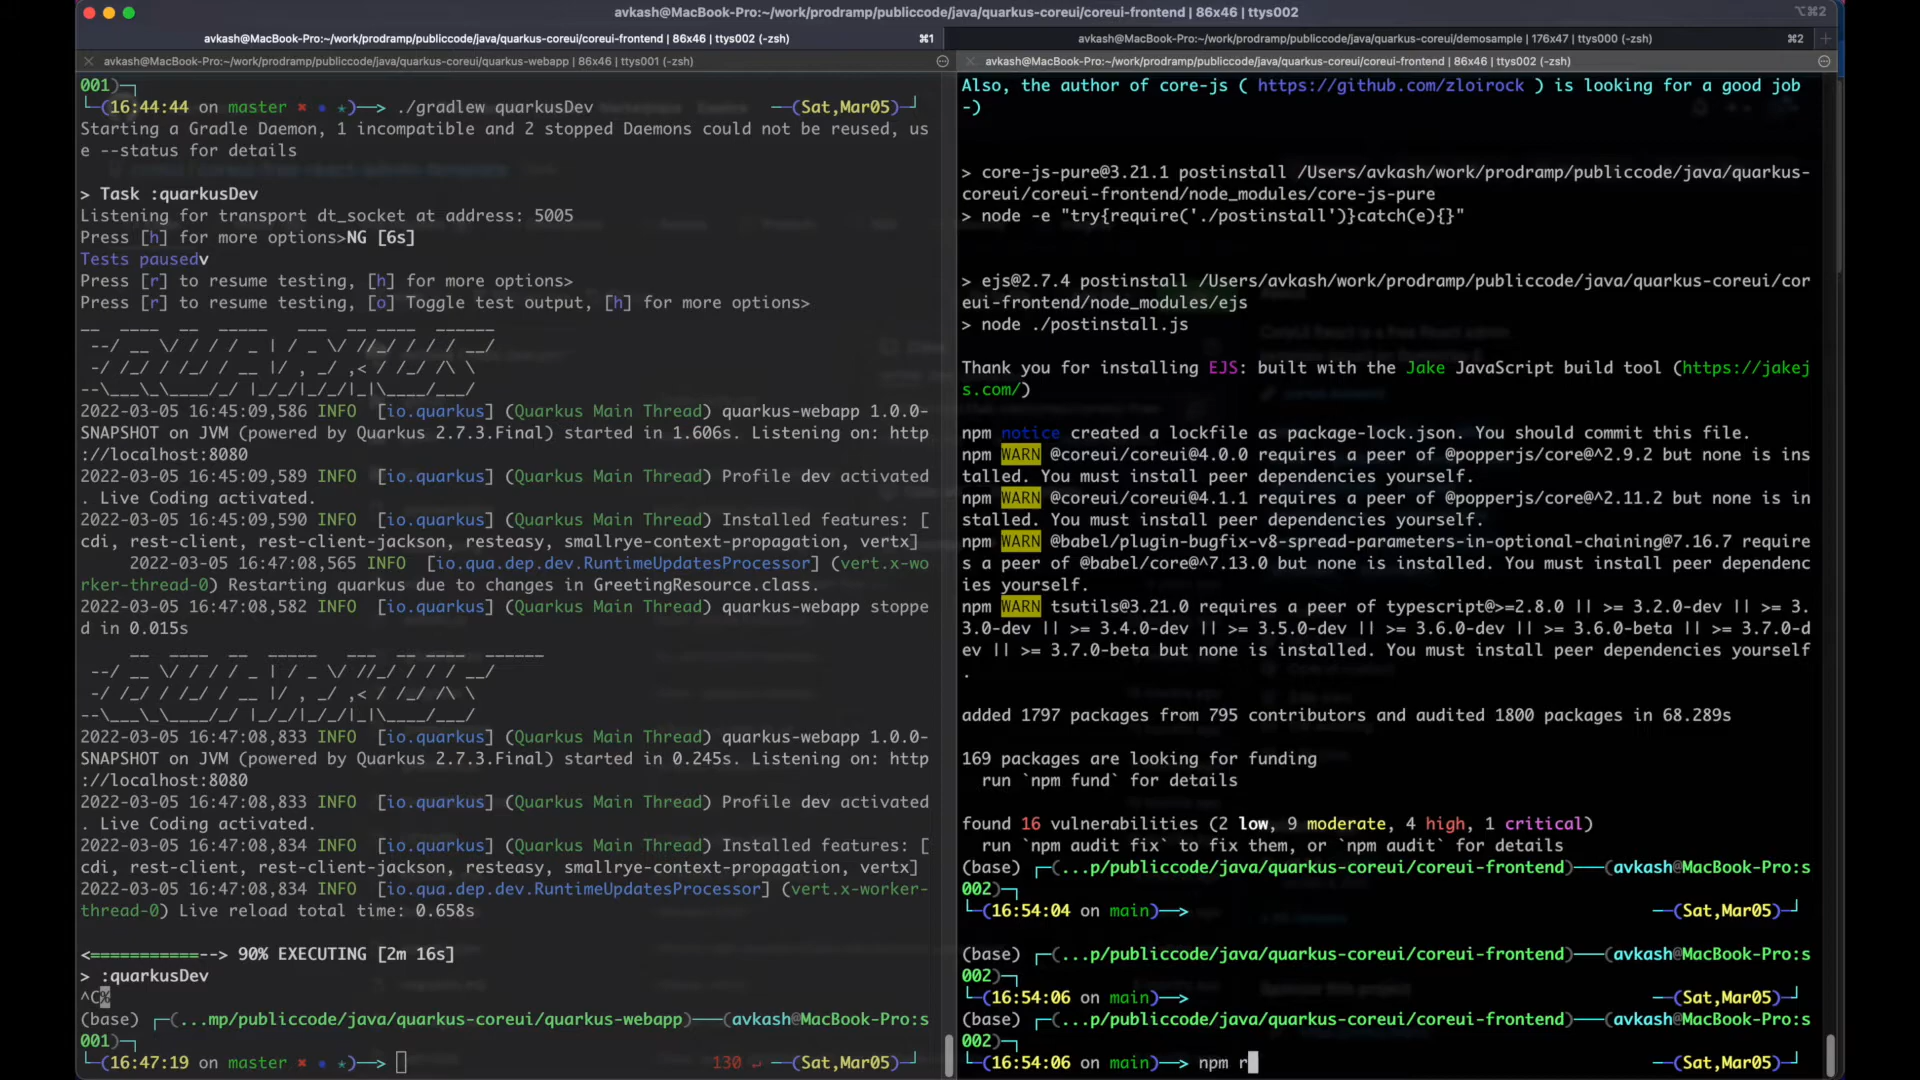 avkash@MacBook-Pro:~/work/prodramp/publiccode/java/quarkus-coreui/coreui-frontend | 86x46 | ttys002 (-zsh)
⌥⌘2
avkash@MacBook-Pro:~/work/prodramp/publiccode/java/quarkus-coreui/coreui-frontend | 86x46 | ttys002 (-zsh) ⌘1
avkash@MacBook-Pro:~/work/prodramp/publiccode/java/quarkus-coreui/demosample | 176x47 | ttys000 (-zsh) ⌘2
avkash@MacBook-Pro:~/work/prodramp/publiccode/java/quarkus-coreui/quarkus-webapp | 86x46 | ttys001 (-zsh)
001)
(16:44:44 on master ✖ ★)—> ./gradlew quarkusDev —(Sat,Mar05)
Starting a Gradle Daemon, 1 incompatible and 2 stopped Daemons could not be reused, us
e --status for details
> Task :quarkusDev
Listening for transport dt_socket at address: 5005
Press [h] for more options>NG [6s]
Tests pausedv
Press [r] to resume testing, [h] for more options>
Press [r] to resume testing, [o] Toggle test output, [h] for more options>
2022-03-05 16:45:09,586 INFO  [io.quarkus] (Quarkus Main Thread) quarkus-webapp 1.0.0-
SNAPSHOT on JVM (powered by Quarkus 2.7.3.Final) started in 1.606s. Listening on: http
://localhost:8080
2022-03-05 16:45:09,589 INFO  [io.quarkus] (Quarkus Main Thread) Profile dev activated
. Live Coding activated.
2022-03-05 16:45:09,590 INFO  [io.quarkus] (Quarkus Main Thread) Installed features: [
cdi, rest-client, rest-client-jackson, resteasy, smallrye-context-propagation, vertx]
2022-03-05 16:47:08,565 INFO  [io.qua.dep.dev.RuntimeUpdatesProcessor] (vert.x-wo
rker-thread-0) Restarting quarkus due to changes in GreetingResource.class.
2022-03-05 16:47:08,582 INFO  [io.quarkus] (Quarkus Main Thread) quarkus-webapp stoppe
d in 0.015s
2022-03-05 16:47:08,833 INFO  [io.quarkus] (Quarkus Main Thread) quarkus-webapp 1.0.0-
SNAPSHOT on JVM (powered by Quarkus 2.7.3.Final) started in 0.245s. Listening on: http
://localhost:8080
2022-03-05 16:47:08,833 INFO  [io.quarkus] (Quarkus Main Thread) Profile dev activated
. Live Coding activated.
2022-03-05 16:47:08,834 INFO  [io.quarkus] (Quarkus Main Thread) Installed features: [
cdi, rest-client, rest-client-jackson, resteasy, smallrye-context-propagation, vertx]
2022-03-05 16:47:08,834 INFO  [io.qua.dep.dev.RuntimeUpdatesProcessor] (vert.x-worker-
thread-0) Live reload total time: 0.658s
<===========--> 90% EXECUTING [2m 16s]
> :quarkusDev
^C
(base) (...mp/publiccode/java/quarkus-coreui/quarkus-webapp)——(avkash@MacBook-Pro:s
001)
(16:47:19 on master ✖ ★)—> 130 ↵ —(Sat,Mar05)
avkash@MacBook-Pro:~/work/prodramp/publiccode/java/quarkus-coreui/coreui-frontend | 86x46 | ttys002 (-zsh)
Also, the author of core-js ( https://github.com/zloirock ) is looking for a good job
-)
> core-js-pure@3.21.1 postinstall /Users/avkash/work/prodramp/publiccode/java/quarkus-
coreui/coreui-frontend/node_modules/core-js-pure
> node -e "try{require('./postinstall')}catch(e){}"
> ejs@2.7.4 postinstall /Users/avkash/work/prodramp/publiccode/java/quarkus-coreui/cor
eui-frontend/node_modules/ejs
> node ./postinstall.js
Thank you for installing EJS: built with the Jake JavaScript build tool (https://jakej
s.com/)
npm notice created a lockfile as package-lock.json. You should commit this file.
npm WARN @coreui/coreui@4.0.0 requires a peer of @popperjs/core@^2.9.2 but none is ins
talled. You must install peer dependencies yourself.
npm WARN @coreui/coreui@4.1.1 requires a peer of @popperjs/core@^2.11.2 but none is in
stalled. You must install peer dependencies yourself.
npm WARN @babel/plugin-bugfix-v8-spread-parameters-in-optional-chaining@7.16.7 require
s a peer of @babel/core@^7.13.0 but none is installed. You must install peer dependenc
ies yourself.
npm WARN tsutils@3.21.0 requires a peer of typescript@>=2.8.0 || >= 3.2.0-dev || >= 3.
3.0-dev || >= 3.4.0-dev || >= 3.5.0-dev || >= 3.6.0-dev || >= 3.6.0-beta || >= 3.7.0-d
ev || >= 3.7.0-beta but none is installed. You must install peer dependencies yourself
.
added 1797 packages from 795 contributors and audited 1800 packages in 68.289s
169 packages are looking for funding
run `npm fund` for details
found 16 vulnerabilities (2 low, 9 moderate, 4 high, 1 critical)
run `npm audit fix` to fix them, or `npm audit` for details
(base) (...p/publiccode/java/quarkus-coreui/coreui-frontend)——(avkash@MacBook-Pro:s
002)
(16:54:04 on main)—> —(Sat,Mar05)
(base) (...p/publiccode/java/quarkus-coreui/coreui-frontend)——(avkash@MacBook-Pro:s
002)
(16:54:06 on main)—> —(Sat,Mar05)
(base) (...p/publiccode/java/quarkus-coreui/coreui-frontend)——(avkash@MacBook-Pro:s
002)
(16:54:06 on main)—> npm r —(Sat,Mar05)